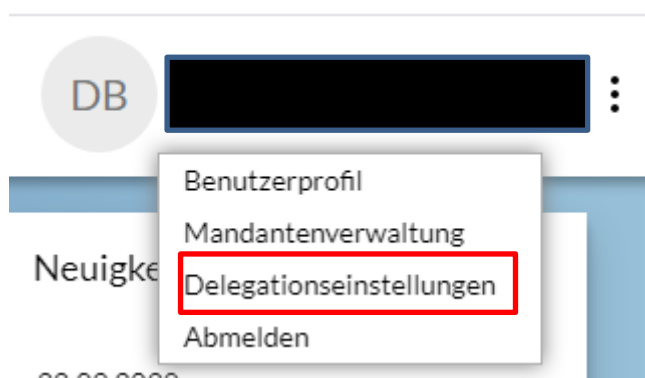 DB
Benutzerprofil
Mandantenverwaltung
Delegationseinstellungen
Abmelden